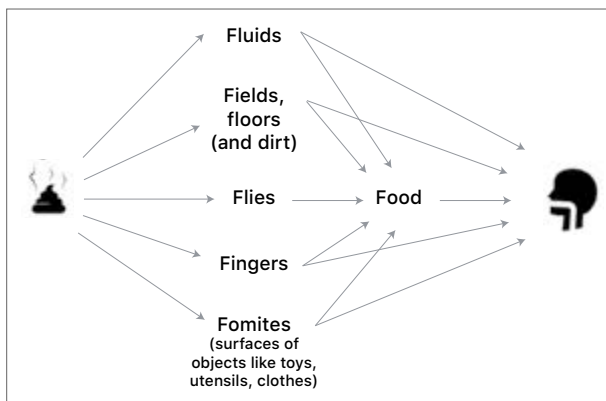 Fluids
Fields,
floors
(and dirt)
Flies
Food
Fingers
Fomites
(surfaces of
objects like toys,
utensils, clothes)